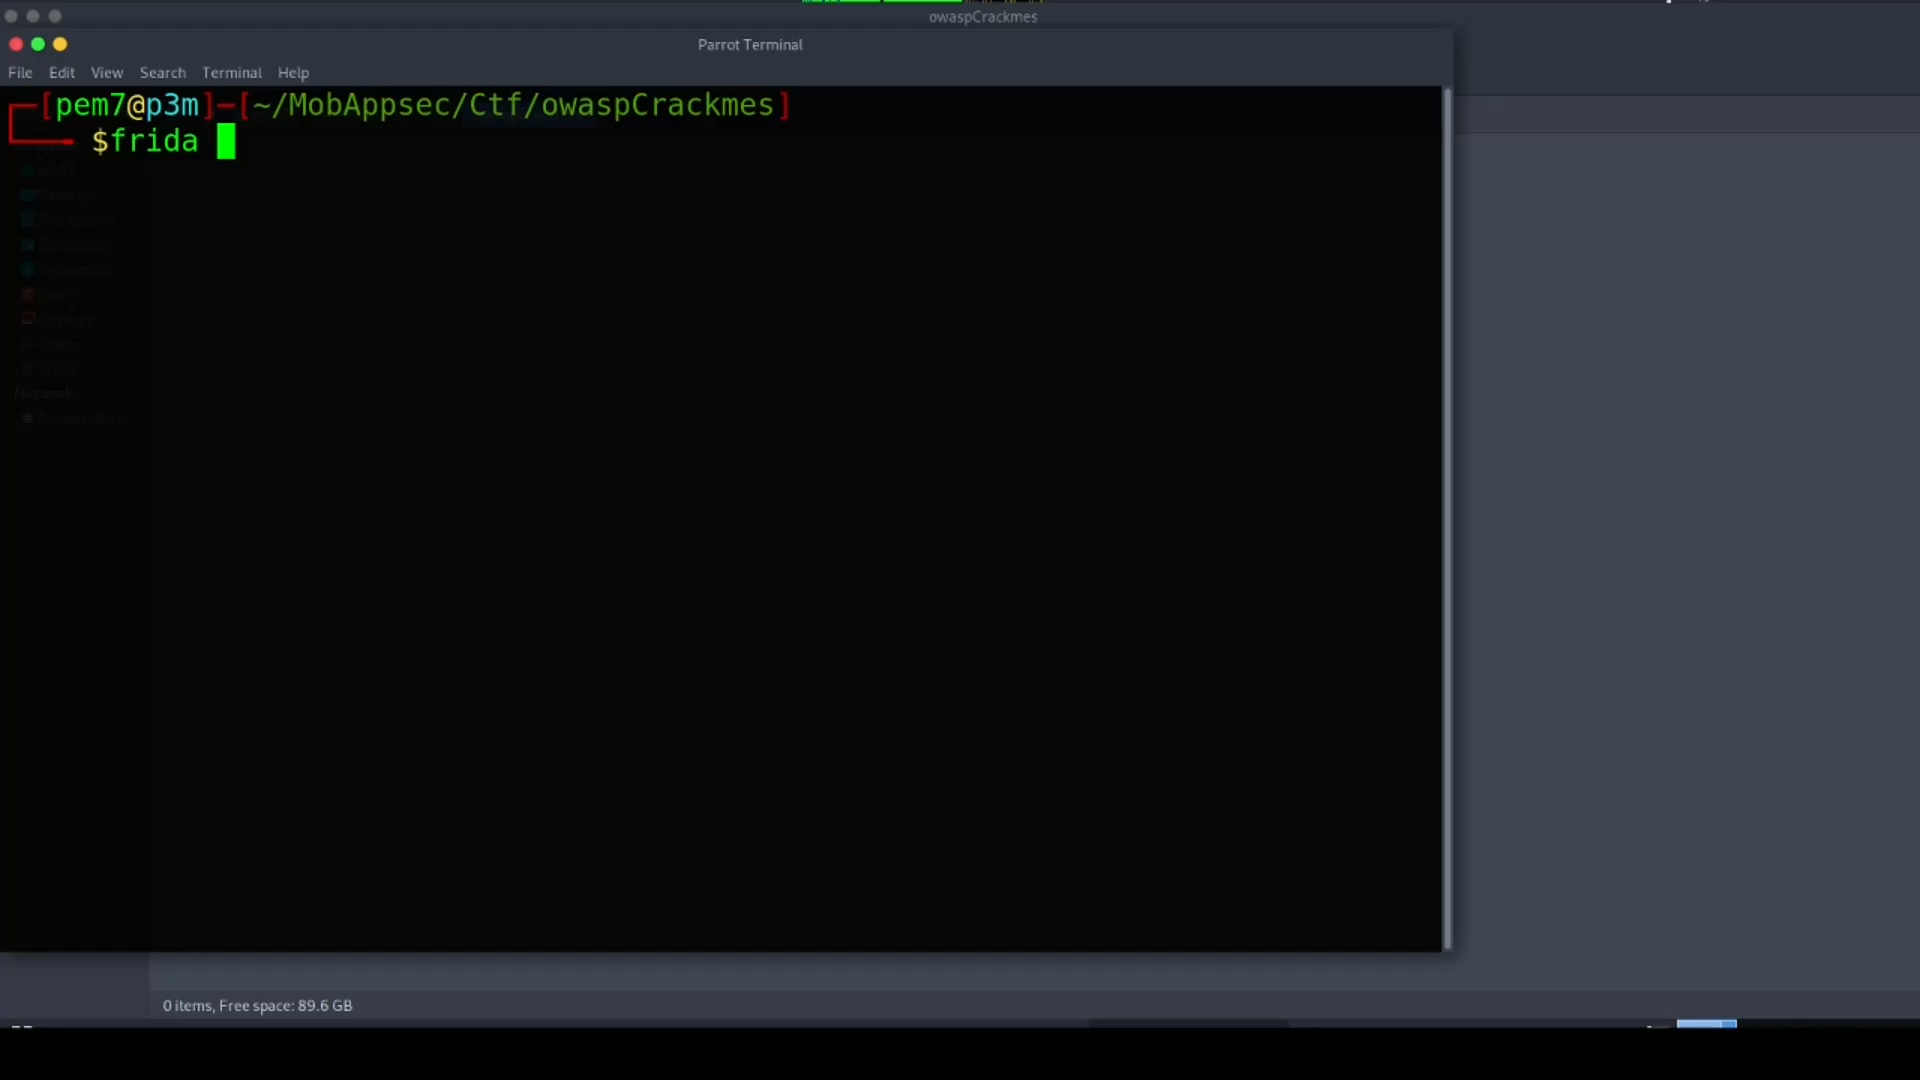 owaspCrackmes
Parrot Terminal
File Edit View Search Terminal Help
[pem7@p3m]-[~/MobAppsec/Ctf/owaspCrackmes]
$frida
0 items, Free space: 89.6 GB